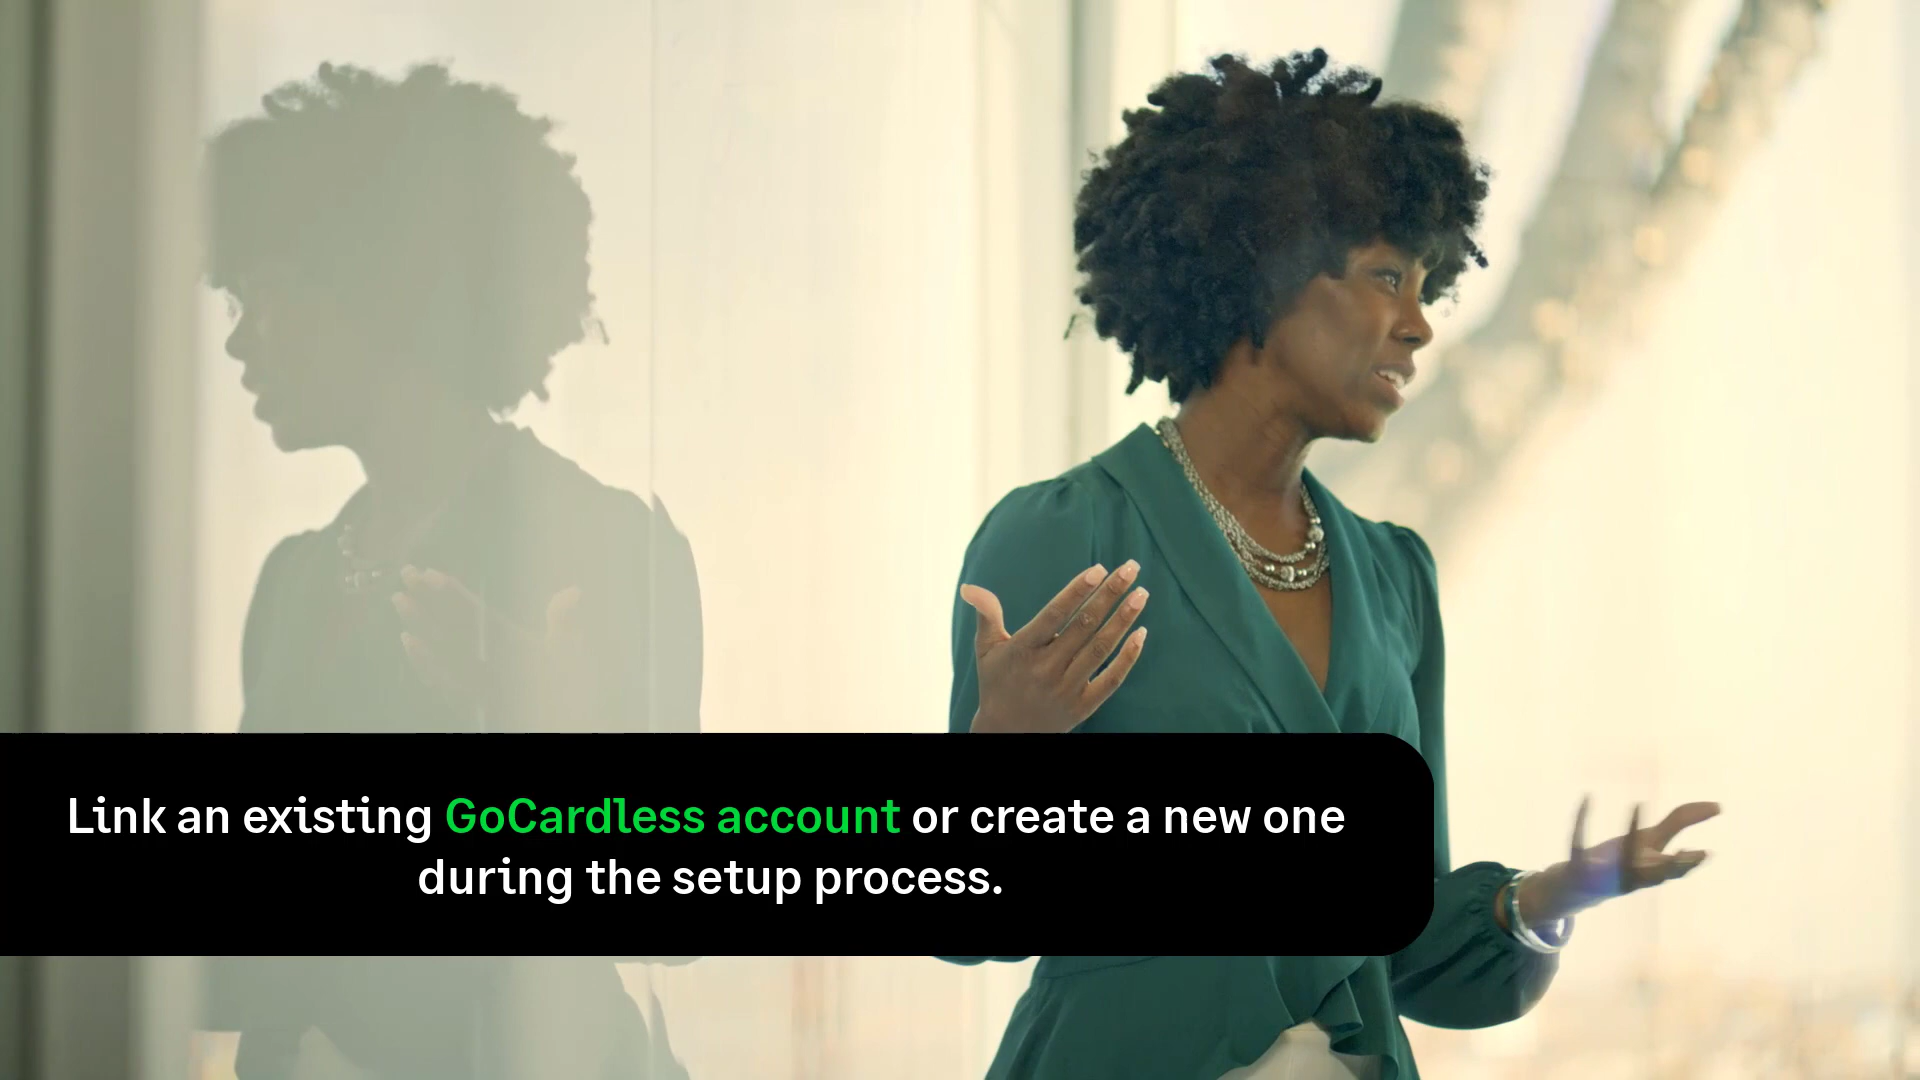 Link an existing GoCardless account or create a new one
during the setup process.